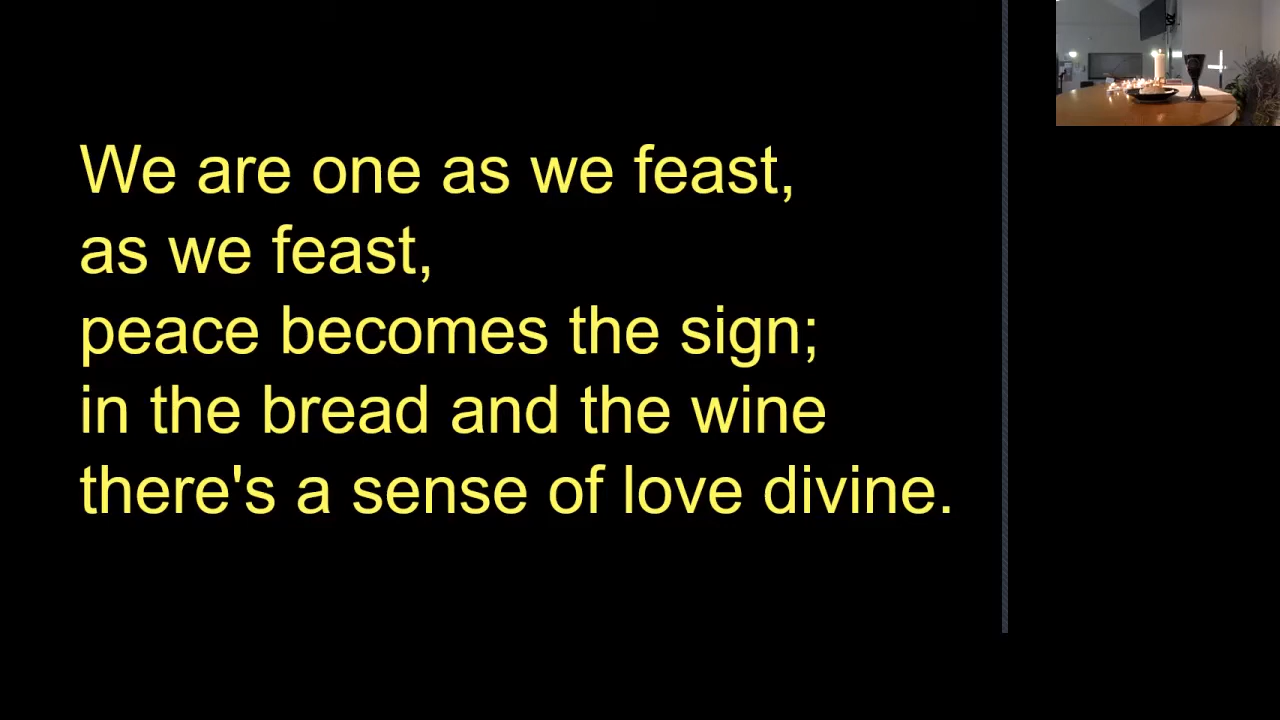 We are one as we feast,
as we feast,
peace becomes the sign;
in the bread and the wine
there's a sense of love divine.